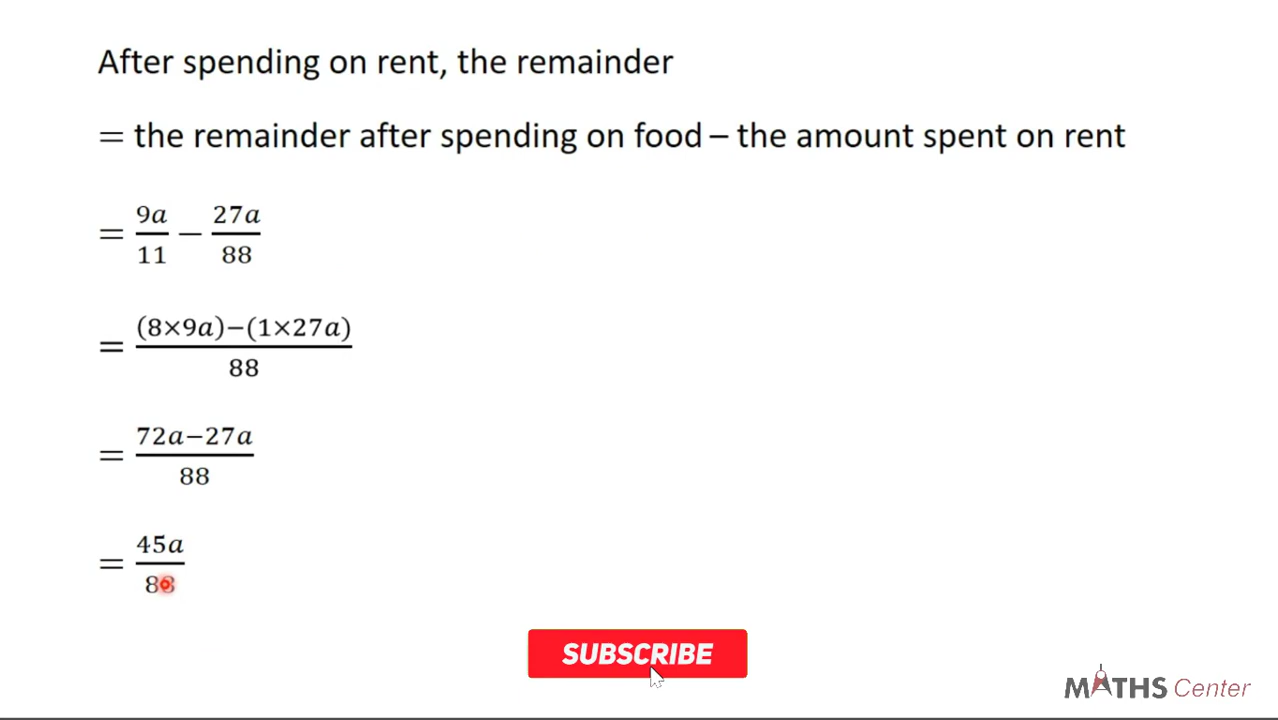 After spending on rent, the remainder
= the remainder after spending on food – the amount spent on rent
= 9a/11 − 27a/88
= (8×9a)−(1×27a)/88
= 72a−27a/88
= 45a/88
SUBSCRIBE
MATHS Center